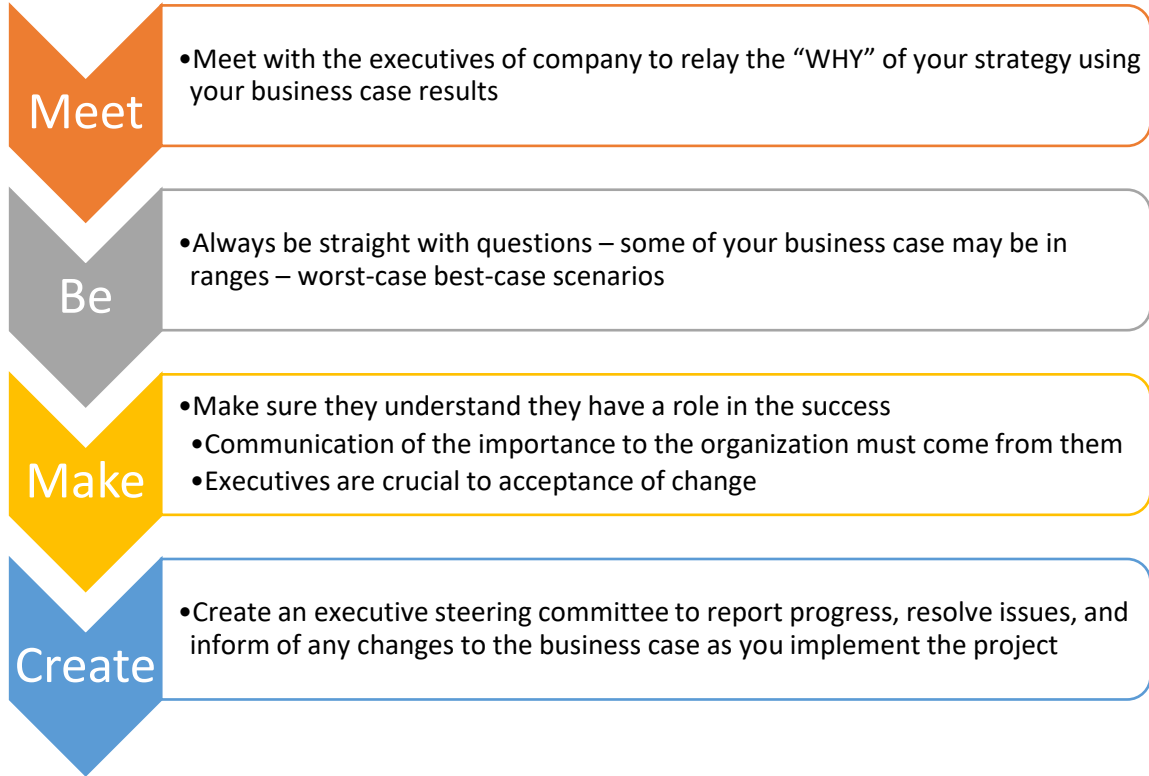 Meet
•Meet with the executives of company to relay the “WHY” of your strategy using
your business case results
Be
•Always be straight with questions – some of your business case may be in
ranges – worst-case best-case scenarios
Make
•Make sure they understand they have a role in the success
•Communication of the importance to the organization must come from them
•Executives are crucial to acceptance of change
Create
•Create an executive steering committee to report progress, resolve issues, and
inform of any changes to the business case as you implement the project